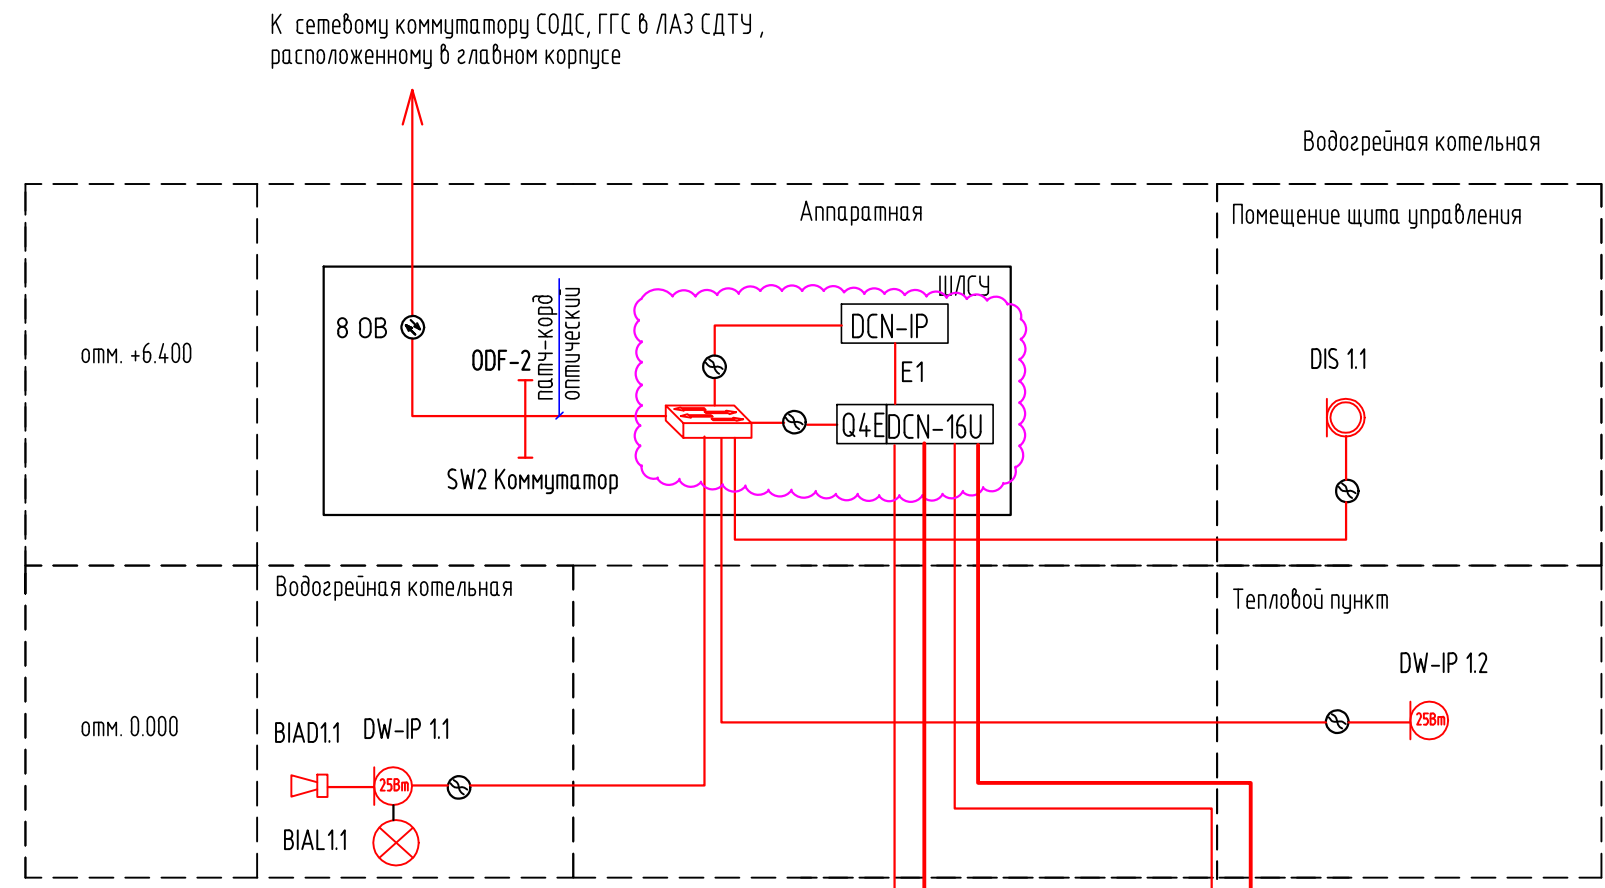 К сетевому коммутатору СОДС, ГГС в ЛАЗ СДТУ ,
расположенному в главном корпусе
Водогрейная котельная
Аппаратная
Помещение щита управления
ШЛСУ
отм. +6.400
8 ОВ
ODF-2
патч-корд
оптический
SW2 Коммутатор
DCN-IP
E1
Q4E
DCN-16U
DIS 1.1
Водогрейная котельная
Тепловой пункт
отм. 0.000
BIAD1.1
DW-IP 1.1
25Вт
BIAL1.1
DW-IP 1.2
25Вт